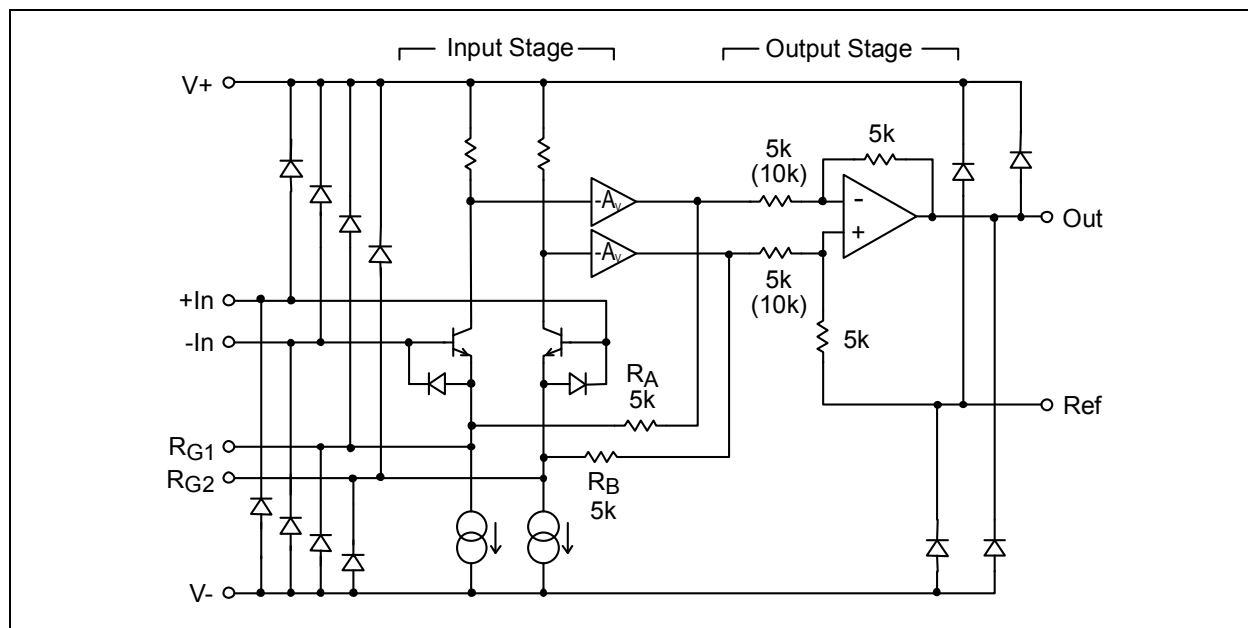 Input Stage
Output Stage
V+
5k
5k
(10k)
-Av
-
Out
-Av
+
+In
5k
(10k)
-In
5k
RA
5k
Ref
RG1
RG2
RB
5k
V-